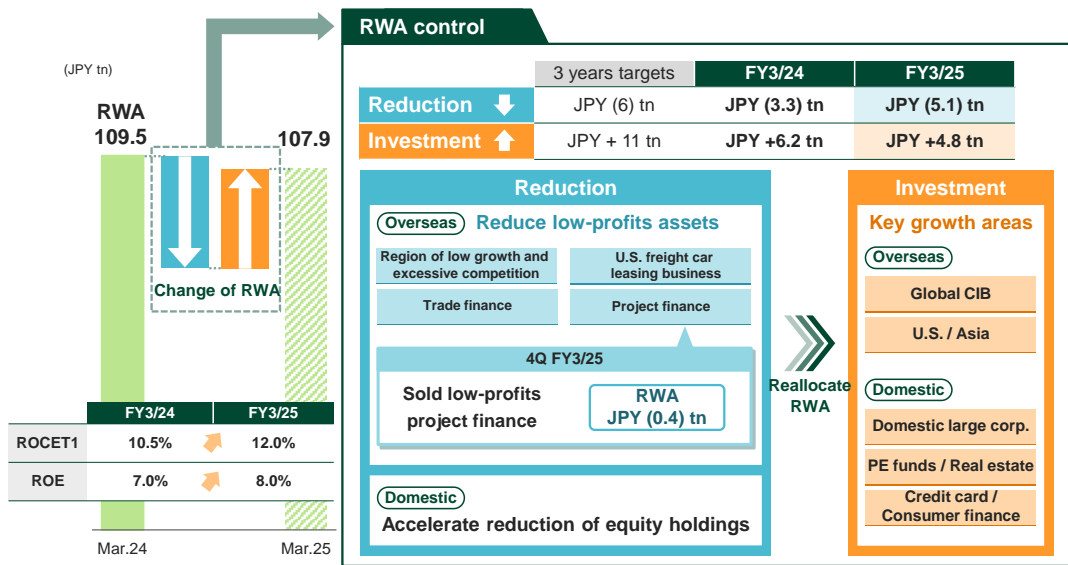 (JPY tn)
RWA
109.5
107.9
Change of RWA
FY3/24 FY3/25
ROCET1 10.5% 12.0%
ROE 7.0% 8.0%
Mar.24 Mar.25
RWA control
3 years targets FY3/24 FY3/25
Reduction JPY (6) tn JPY (3.3) tn JPY (5.1) tn
Investment JPY + 11 tn JPY +6.2 tn JPY +4.8 tn
Reduction
Overseas Reduce low-profits assets
Region of low growth and
excessive competition
U.S. freight car
leasing business
Trade finance
Project finance
4Q FY3/25
Sold low-profits
project finance
RWA
JPY (0.4) tn
Domestic
Accelerate reduction of equity holdings
Reallocate
RWA
Investment
Key growth areas
Overseas
Global CIB
U.S. / Asia
Domestic
Domestic large corp.
PE funds / Real estate
Credit card /
Consumer finance